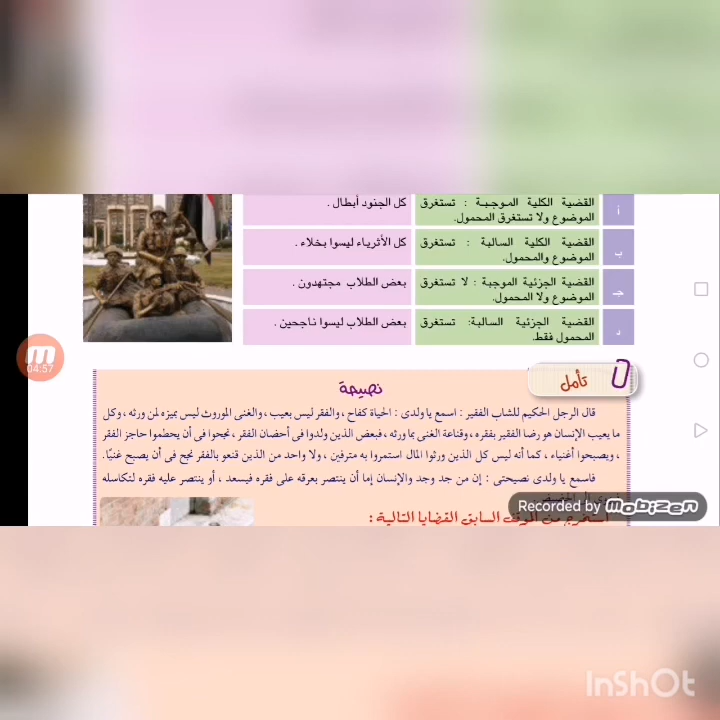 أ
القضية الكلية الموجبة : تستغرق
الموضوع ولا تستغرق المحمول.
كل الجنود أبطال .
ب
القضية الكلية السالبة : تستغرق
الموضوع والمحمول.
كل الأثرياء ليسوا بخلاء .
جـ
القضية الجزئية الموجبة : لا تستغرق
الموضوع ولا المحمول.
بعض الطلاب مجتهدون .
د
القضية الجزئية السالبة: تستغرق
المحمول فقط.
بعض الطلاب ليسوا ناجحين .
04:57
تأمل
نصيحة
قال الرجل الحكيم للشاب الفقير : اسمع يا ولدى : الحياة كفاح ، والفقر ليس بعيب، والغنى الموروث ليس بميزه لمن ورثه ، وكل
ما يعيب الإنسان هو رضا الفقير بفقره ، وقناعة الغنى بما ورثه ، فبعض الذين ولدوا فى أحضان الفقر ، نجحوا فى أن يحطموا حاجز الفقر
، ويصبحوا أغنياء ، كما أنه ليس كل الذين ورثوا المال استمروا به مترفين ، ولا واحد من الذين قنعو بالفقر نجح فى أن يصبح غنيًا.
فاسمع يا ولدى نصيحتى : إن من جد وجد والإنسان إما أن ينتصر بعرقه على فقره فيسعد ، أو ينتصر عليه فقره لتكاسله
Recorded by Mobizen
استخرج من الموقف السابق القضايا التالية :
InShOt